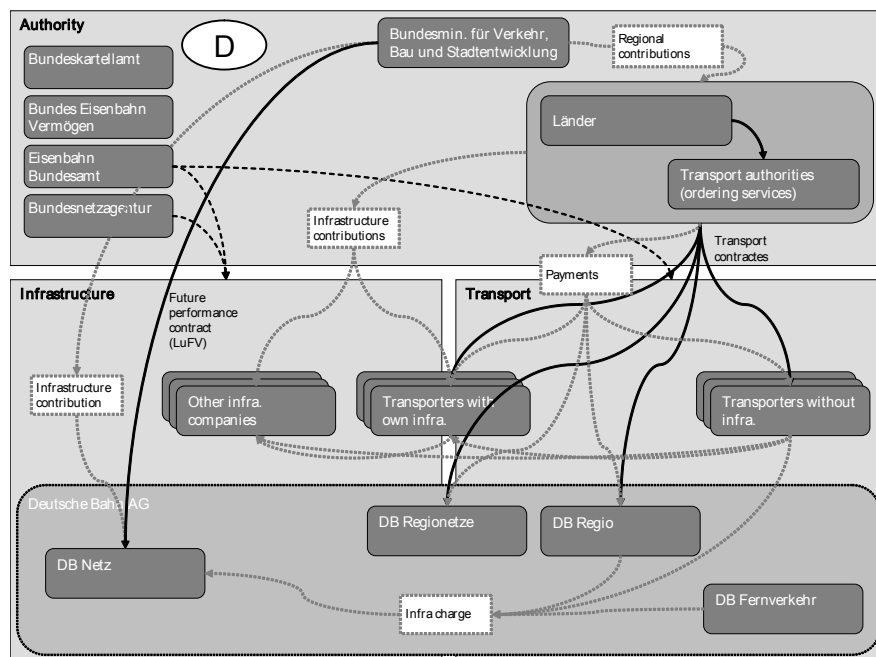 Authority
D
Bundesmin. für Verkehr,
Bau und Stadtentwicklung
Regional
contributions
Bundeskartellamt
Bundes Eisenbahn
Vermögen
Eisenbahn
Bundesamt
Bundesnetzagentur
Länder
Transport authorities
(ordering services)
Infrastructure
contributions
Transport
contractes
Payments
Infrastructure
Future
performance
contract
(LuFV)
Transport
Infrastructure
contribution
Other infra.
companies
Transporters with
own infra.
Transporters without
infra.
Deutsche Bahn AG
DB Regionetze
DB Regio
DB Netz
Infra charge
DB Fernverkehr